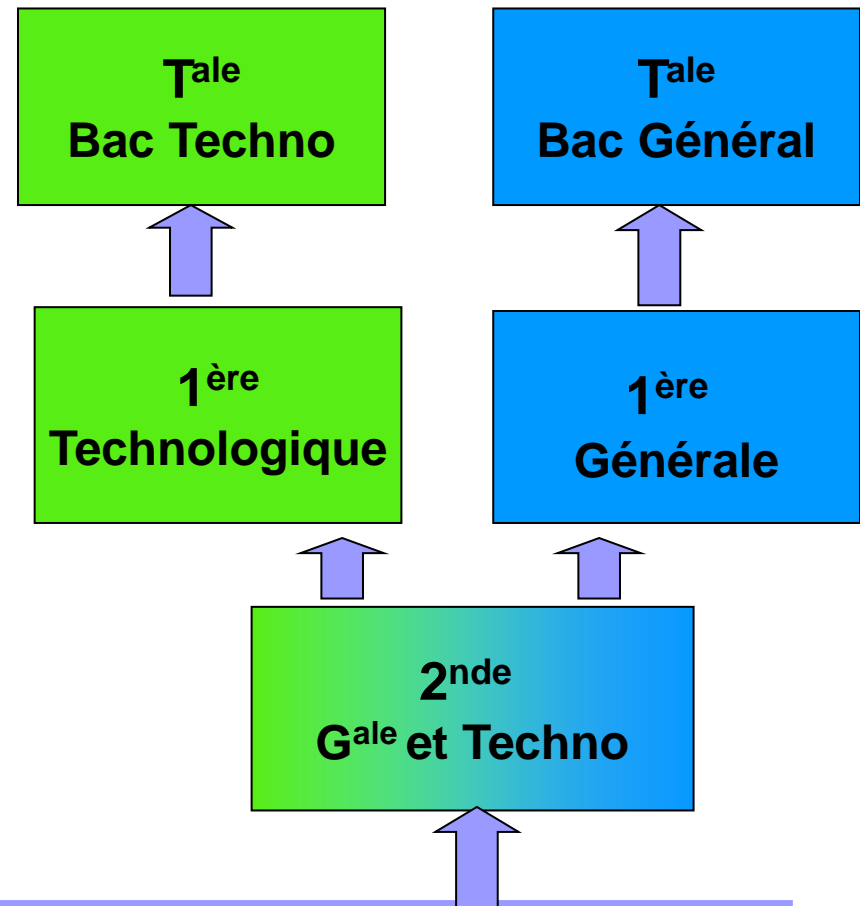 Tale
Bac Techno
Tale
Bac Général
1ère
Technologique
1ère
Générale
2nde
Gale et Techno